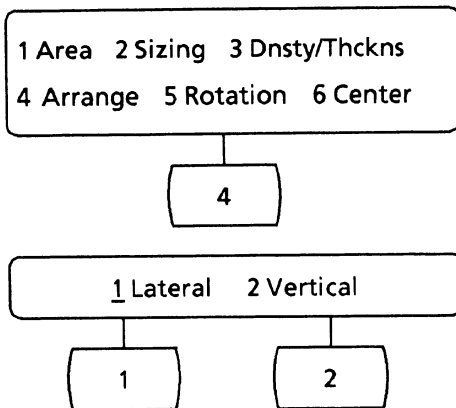 1 Area 2 Sizing 3 Dnsty/Thckns
4 Arrange 5 Rotation 6 Center
4
1 Lateral 2 Vertical
1 2